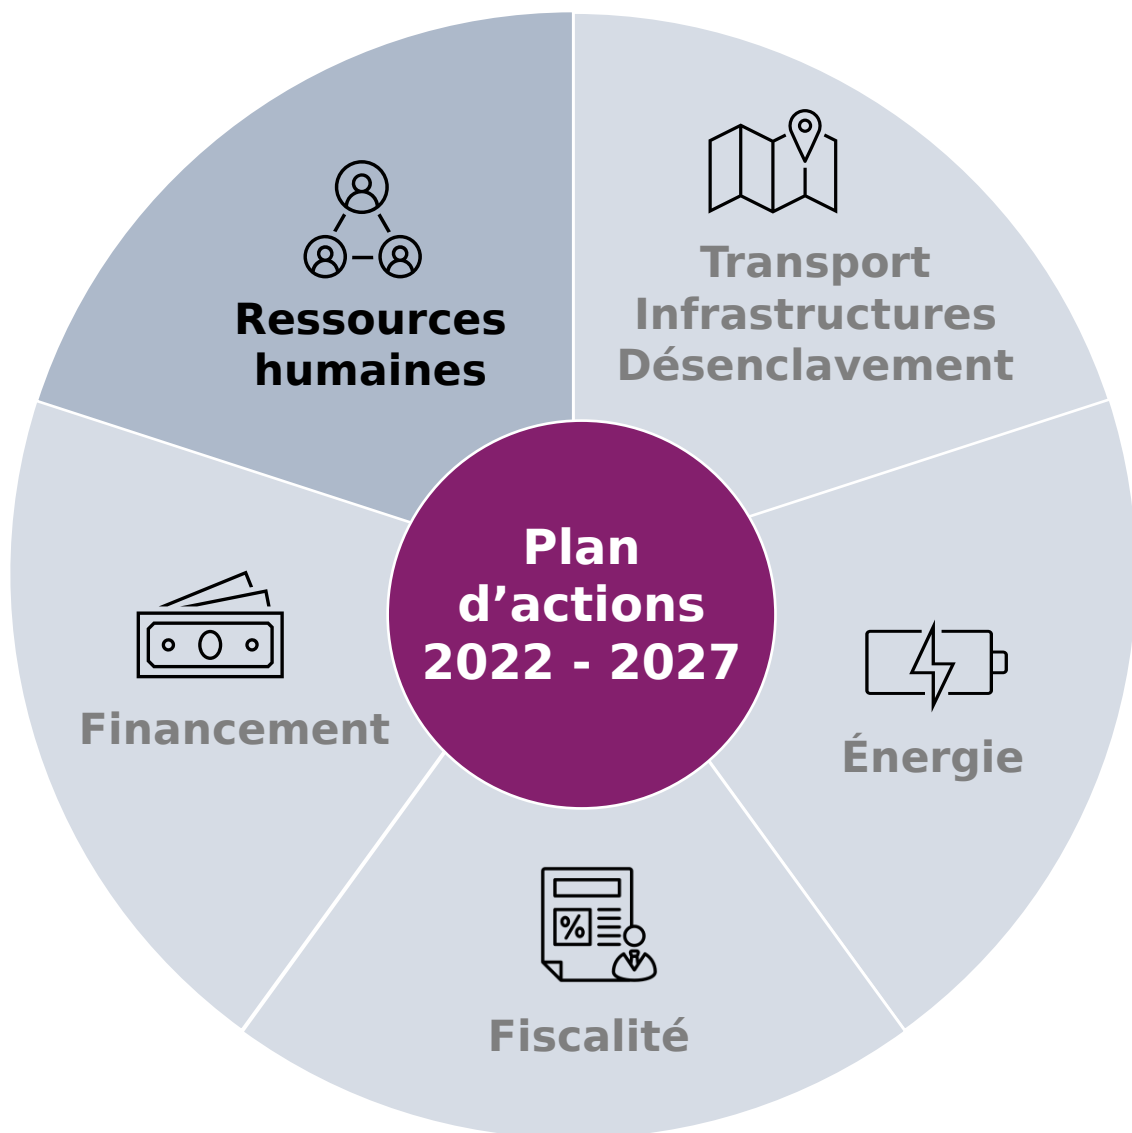 Ressources
humaines
Transport
Infrastructures
Désenclavement
Plan
d’actions
2022 - 2027
Financement
Énergie
%
Fiscalité